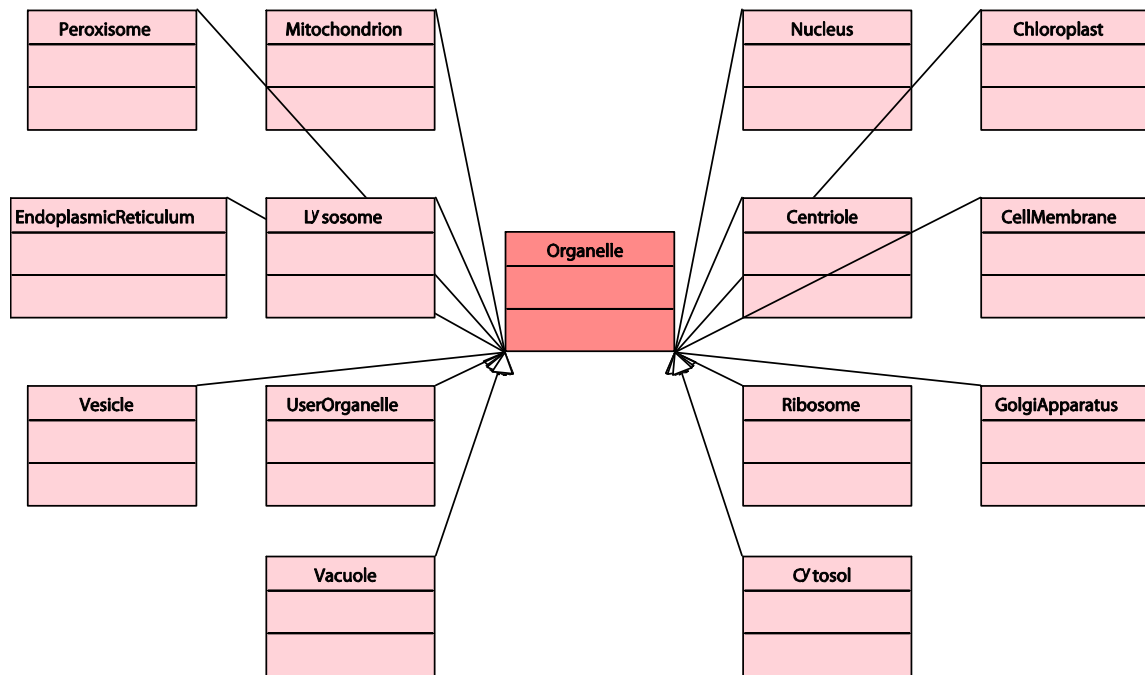 Peroxisome
Mitochondrion
Nucleus
Chloroplast
EndoplasmicReticulum
Lysosome
Organelle
Centriole
CellMembrane
Vesicle
UserOrganelle
Ribosome
GolgiApparatus
Vacuole
Cytosol